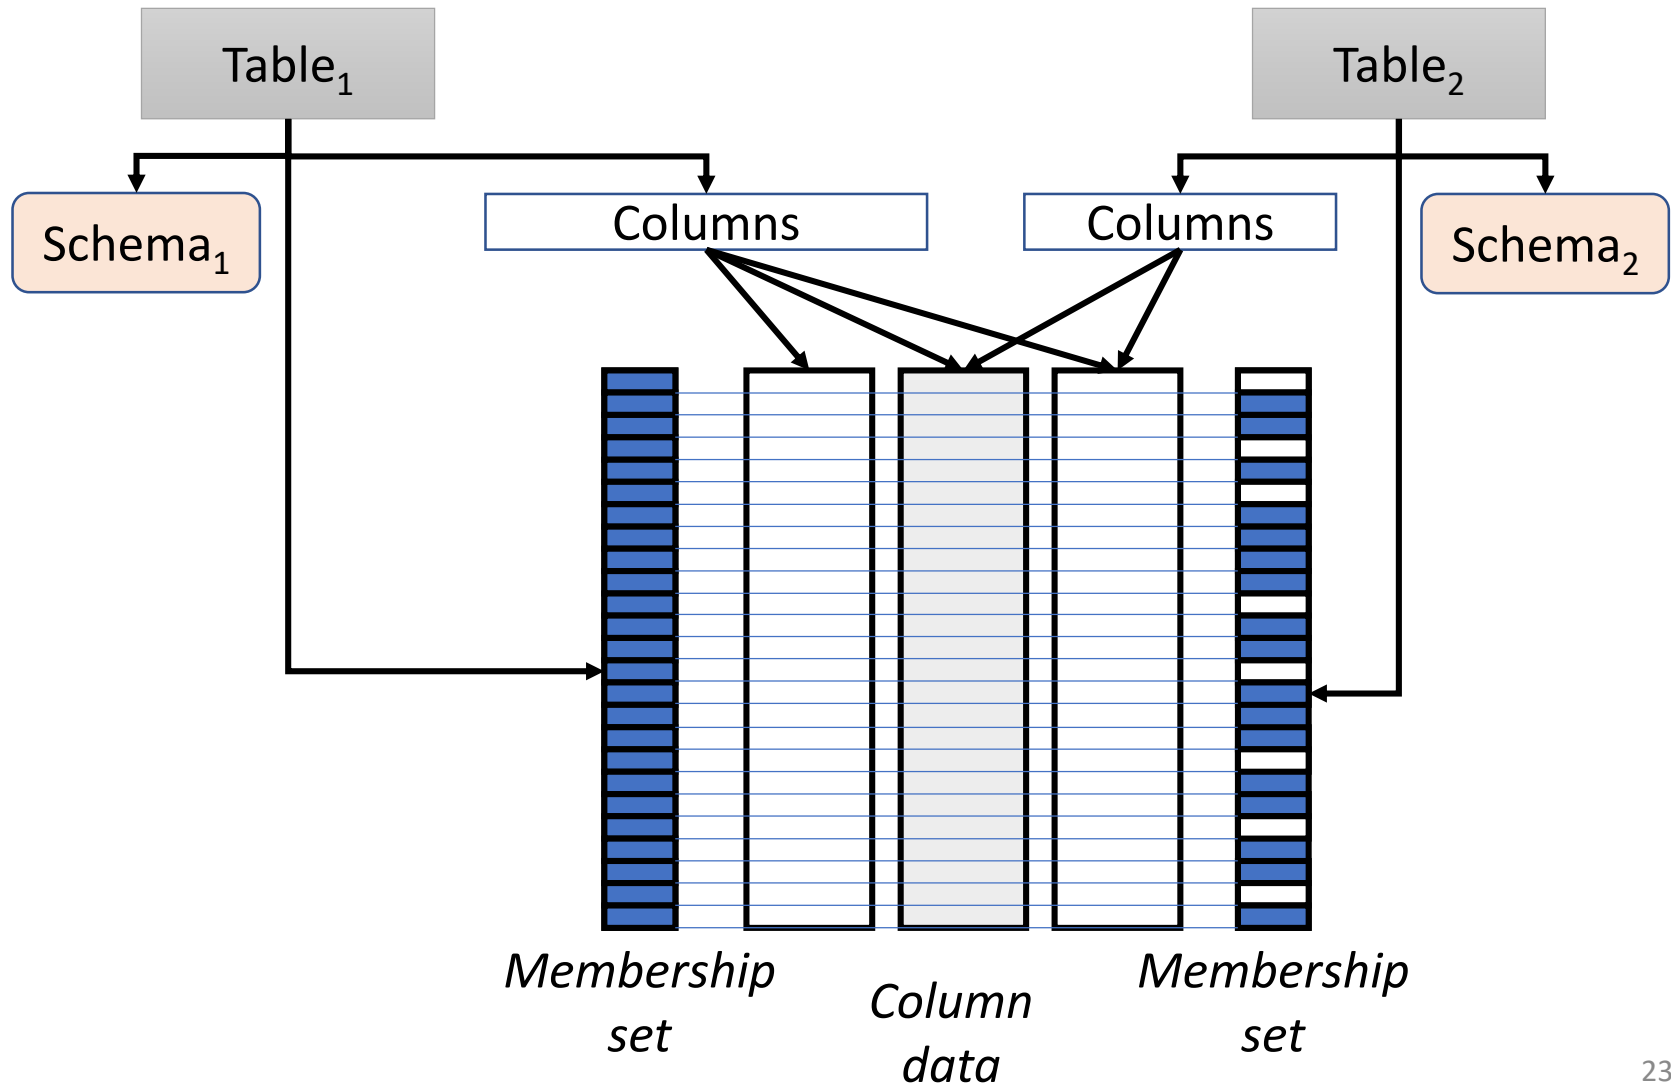 Table1
Table2
Schema1
Columns
Columns
Schema2
Membership
set
Column
data
Membership
set
23